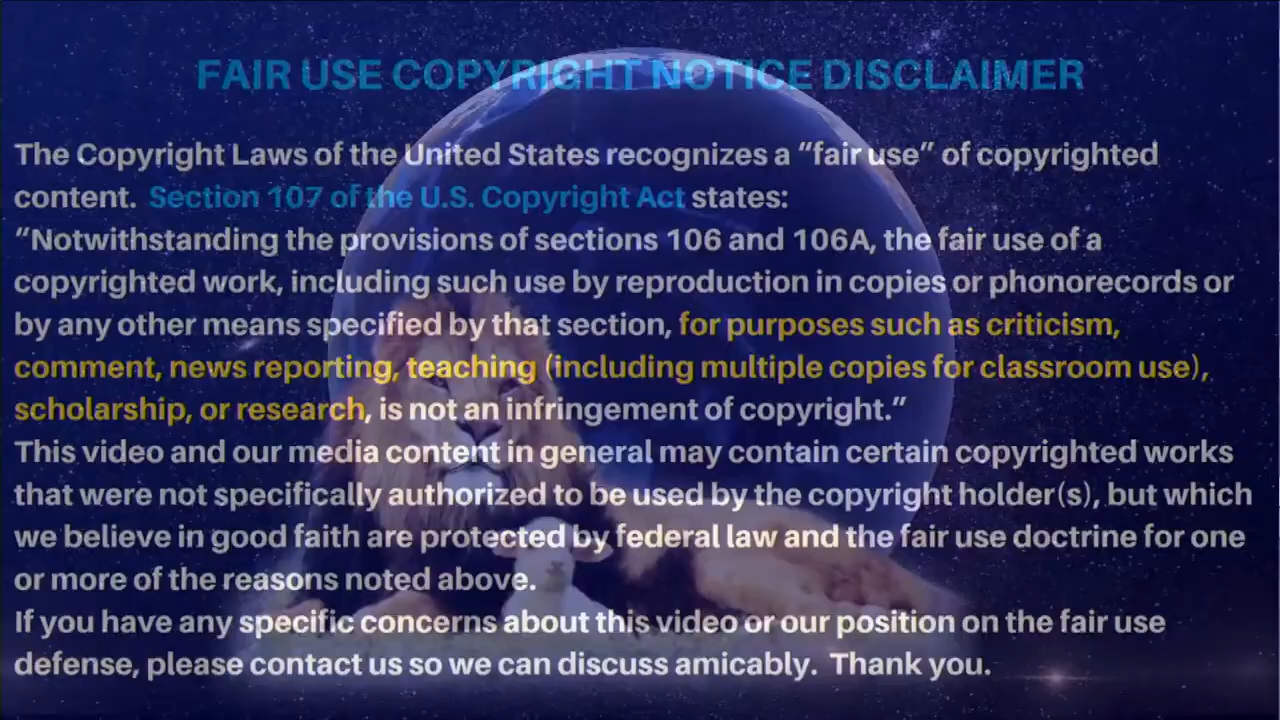 FAIR USE COPYRIGHT NOTICE DISCLAIMER
The Copyright Laws of the United States recognizes a “fair use” of copyrighted
content. Section 107 of the U.S. Copyright Act states:
“Notwithstanding the provisions of sections 106 and 106A, the fair use of a
copyrighted work, including such use by reproduction in copies or phonorecords or
by any other means specified by that section, for purposes such as criticism,
comment, news reporting, teaching (including multiple copies for classroom use),
scholarship, or research, is not an infringement of copyright.”
This video and our media content in general may contain certain copyrighted works
that were not specifically authorized to be used by the copyright holder(s), but which
we believe in good faith are protected by federal law and the fair use doctrine for one
or more of the reasons noted above.
If you have any specific concerns about this video or our position on the fair use
defense, please contact us so we can discuss amicably. Thank you.